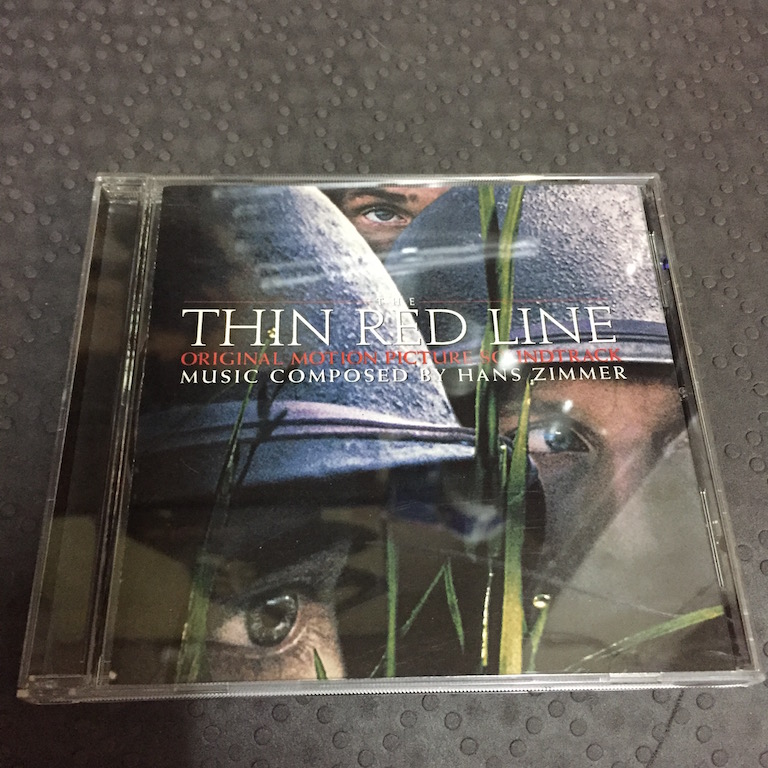 THE
THIN RED LINE
ORIGINAL MOTION PICTURE SOUNDTRACK
MUSIC COMPOSED BY HANS ZIMMER